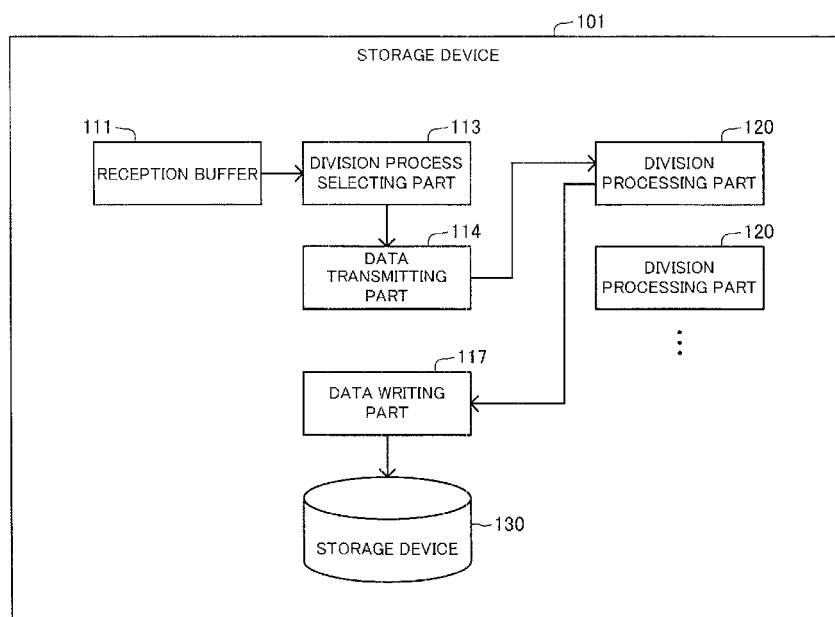 101
STORAGE DEVICE
111
113
120
RECEPTION BUFFER
DIVISION PROCESS
SELECTING PART
DIVISION
PROCESSING PART
114
120
DATA
TRANSMITTING
PART
DIVISION
PROCESSING PART
117
DATA WRITING
PART
130
STORAGE DEVICE